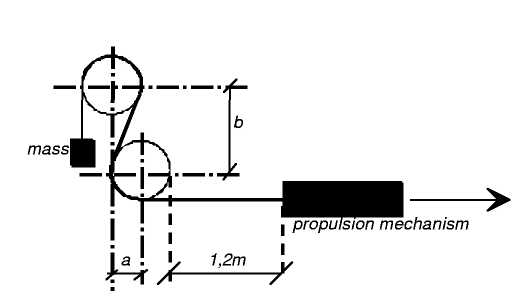 b
mass
propulsion mechanism
a
1,2m